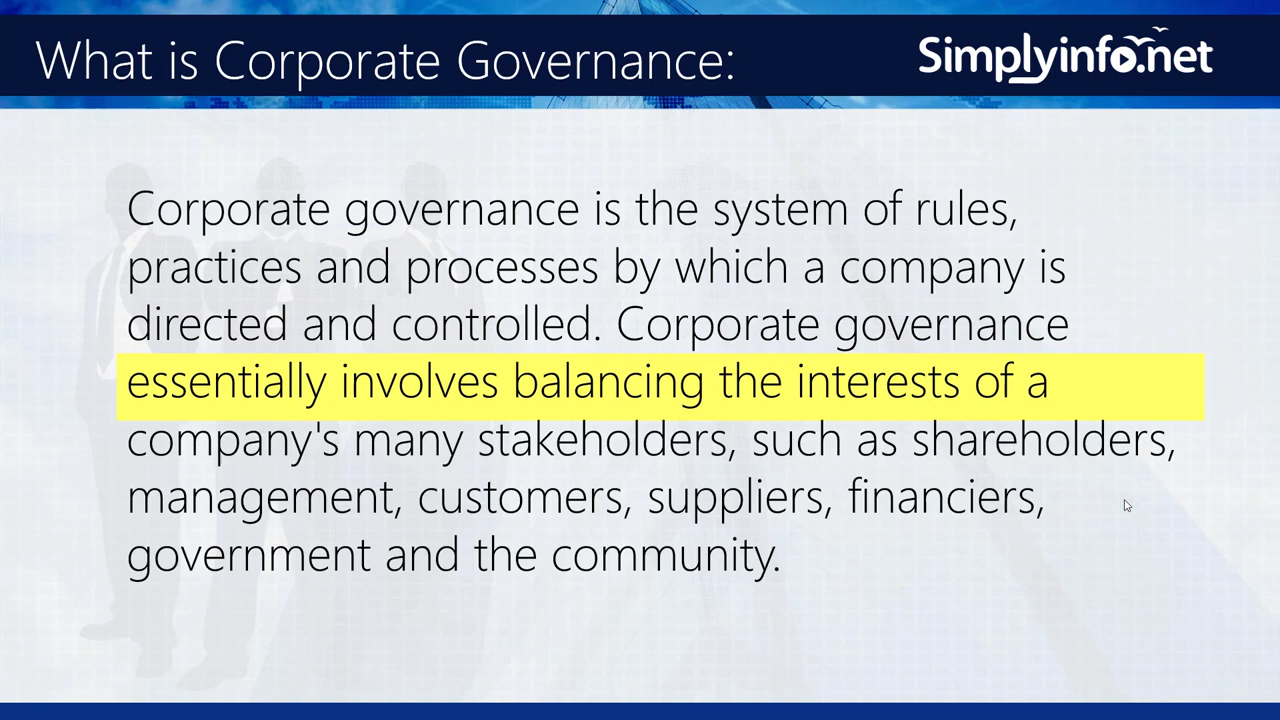 What is Corporate Governance:
Simplyinfo.net
Corporate governance is the system of rules,
practices and processes by which a company is
directed and controlled. Corporate governance
essentially involves balancing the interests of a
company's many stakeholders, such as shareholders,
management, customers, suppliers, financiers,
government and the community.